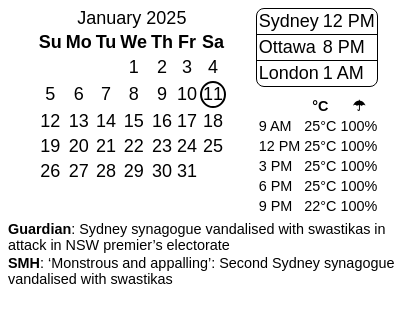 January 2025
Su Mo Tu We Th Fr Sa
1 2 3 4
5 6 7 8 9 10 11
12 13 14 15 16 17 18
19 20 21 22 23 24 25
26 27 28 29 30 31
Sydney 12 PM
Ottawa 8 PM
London 1 AM
°C ☂
9 AM 25°C 100%
12 PM 25°C 100%
3 PM 25°C 100%
6 PM 25°C 100%
9 PM 22°C 100%
Guardian: Sydney synagogue vandalised with swastikas in
attack in NSW premier’s electorate
SMH: ‘Monstrous and appalling’: Second Sydney synagogue
vandalised with swastikas